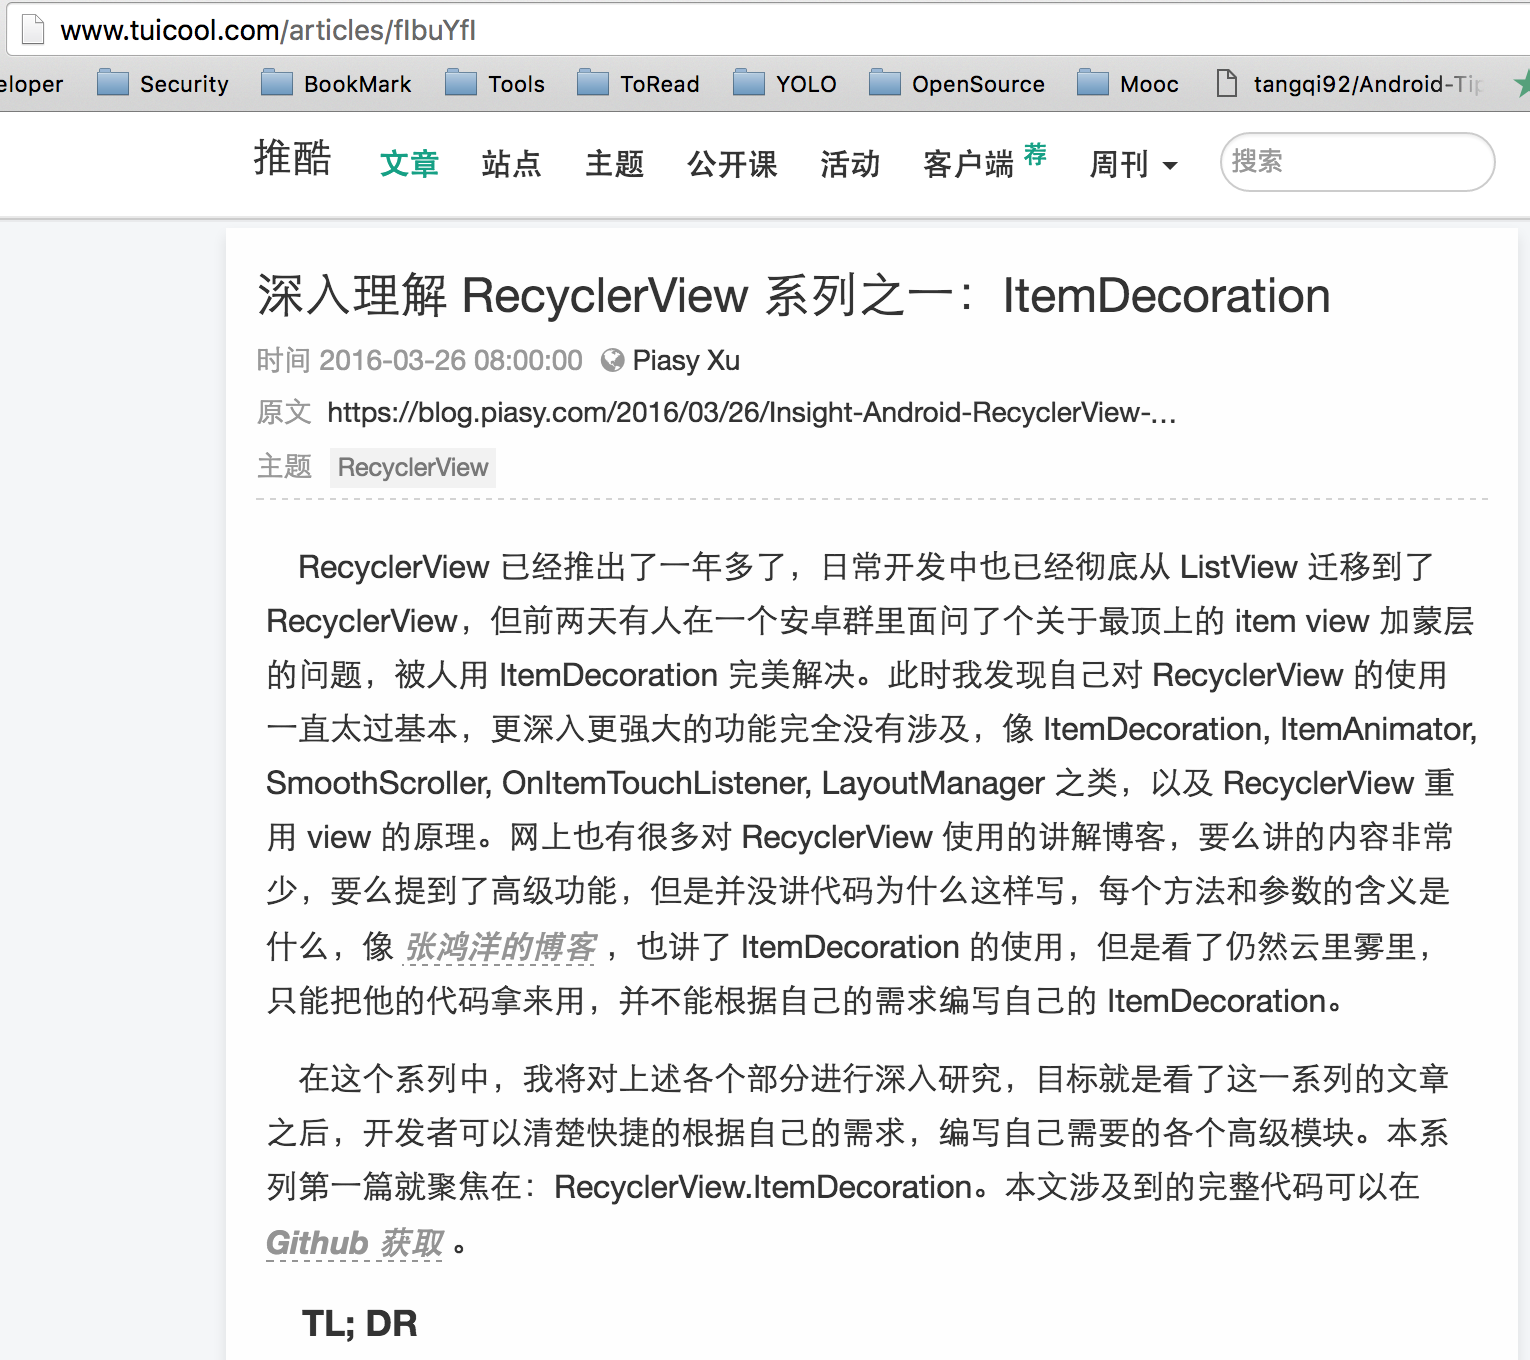 www.tuicool.com/articles/fIbuYfI
eloper Security BookMark Tools ToRead YOLO OpenSource Mooc tangqi92/Android-Tip
推酷 文章 站点 主题 公开课 活动 客户端 荐 周刊 搜索
深入理解 RecyclerView 系列之一：ItemDecoration
时间 2016-03-26 08:00:00 Piasy Xu
原文 https://blog.piasy.com/2016/03/26/Insight-Android-RecyclerView-...
主题 RecyclerView
RecyclerView 已经推出了一年多了，日常开发中也已经彻底从 ListView 迁移到了
RecyclerView，但前两天有人在一个安卓群里面问了个关于最顶上的 item view 加蒙层
的问题，被人用 ItemDecoration 完美解决。此时我发现自己对 RecyclerView 的使用
一直太过基本，更深入更强大的功能完全没有涉及，像 ItemDecoration, ItemAnimator,
SmoothScroller, OnItemTouchListener, LayoutManager 之类，以及 RecyclerView 重
用 view 的原理。网上也有很多对 RecyclerView 使用的讲解博客，要么讲的内容非常
少，要么提到了高级功能，但是并没讲代码为什么这样写，每个方法和参数的含义是
什么，像 张鸿洋的博客 ，也讲了 ItemDecoration 的使用，但是看了仍然云里雾里，
只能把他的代码拿来用，并不能根据自己的需求编写自己的 ItemDecoration。
在这个系列中，我将对上述各个部分进行深入研究，目标就是看了这一系列的文章
之后，开发者可以清楚快捷的根据自己的需求，编写自己需要的各个高级模块。本系
列第一篇就聚焦在：RecyclerView.ItemDecoration。本文涉及到的完整代码可以在
Github 获取 。
TL; DR